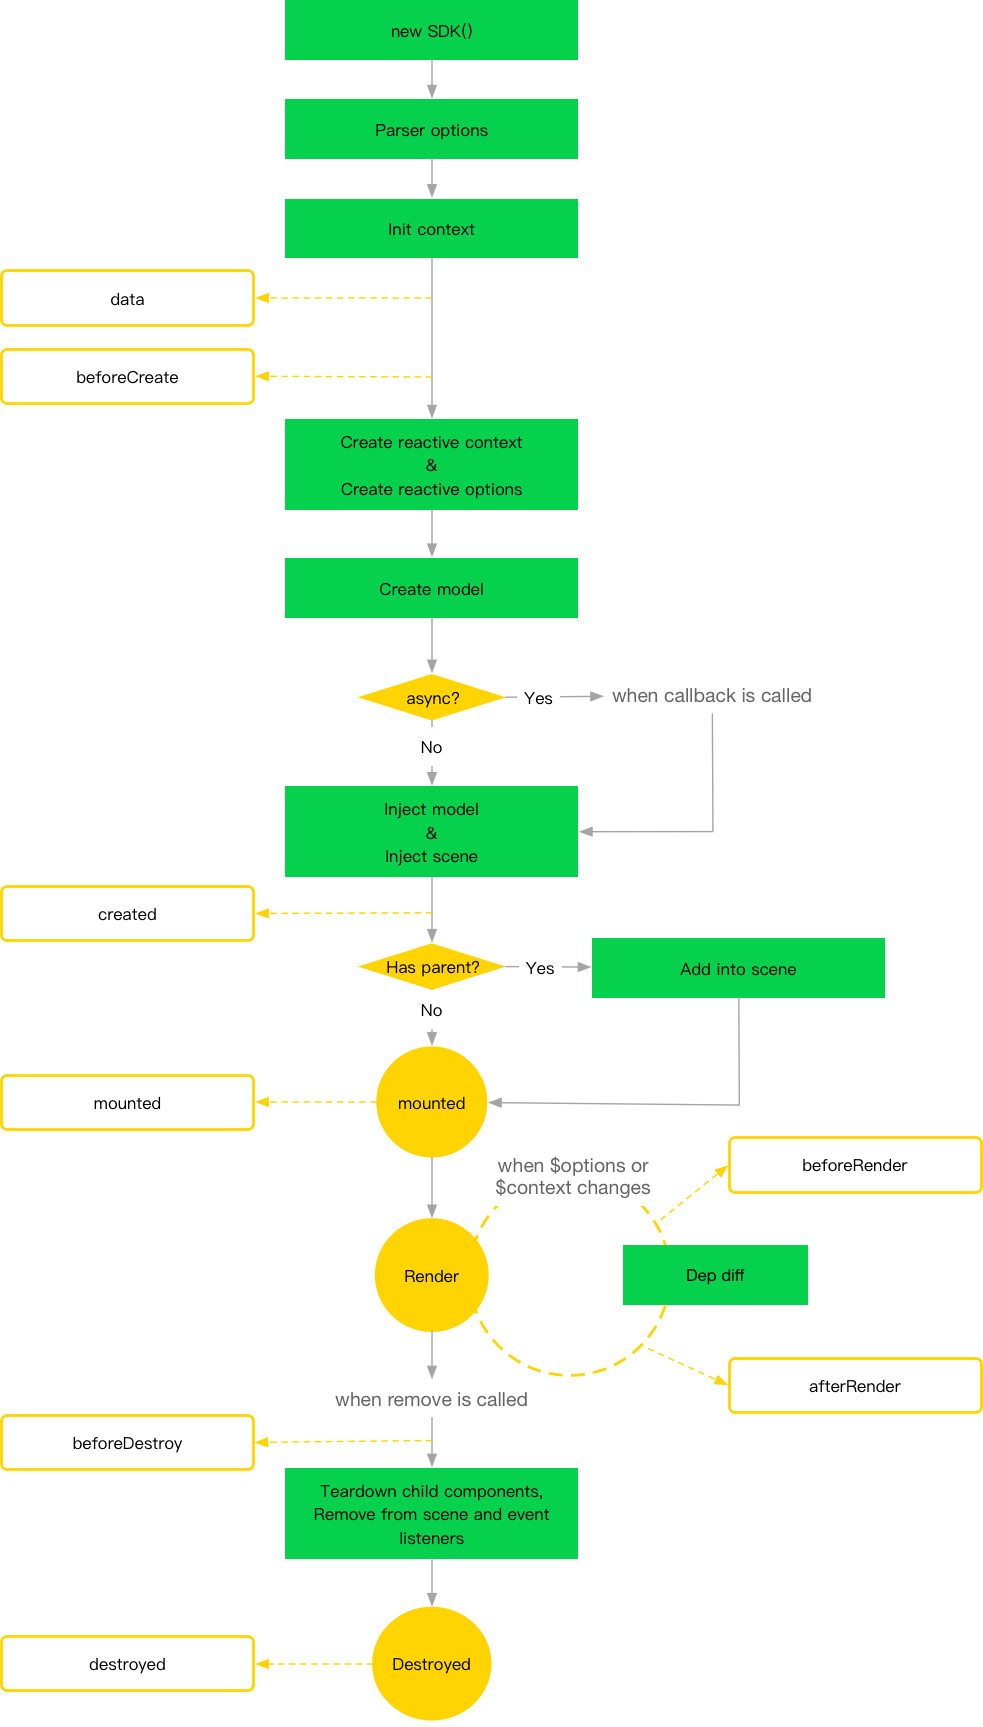 new SDK()
Parser options
Init context
data
beforeCreate
Create reactive context
&
Create reactive options
Create model
async?
Yes
when callback is called
No
Inject model
&
Inject scene
created
Has parent?
Yes
Add into scene
No
mounted
mounted
when $options or
$context changes
beforeRender
Render
Dep diff
afterRender
when remove is called
beforeDestroy
Teardown child components,
Remove from scene and event
listeners
destroyed
Destroyed